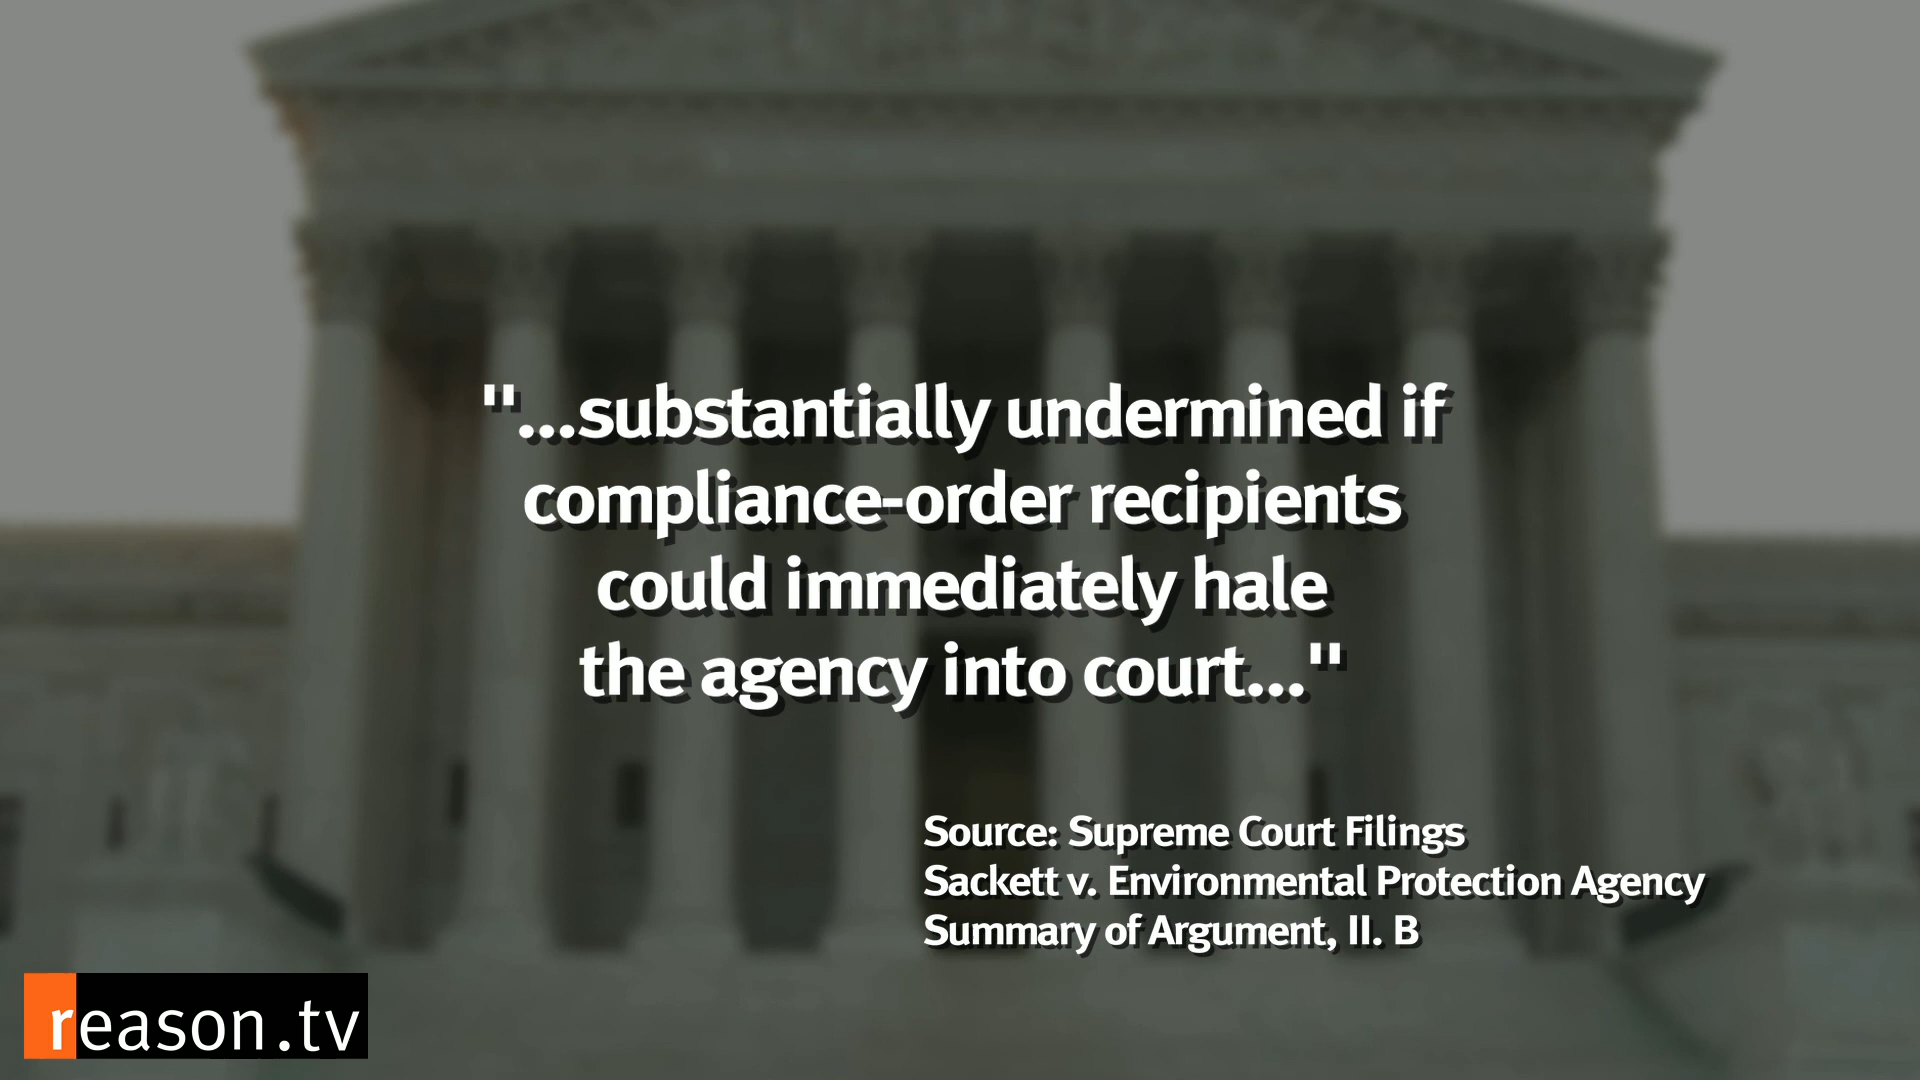 "...substantially undermined if
compliance-order recipients
could immediately hale
the agency into court..."
Source: Supreme Court Filings
Sackett v. Environmental Protection Agency
Summary of Argument, II. B
reason.tv